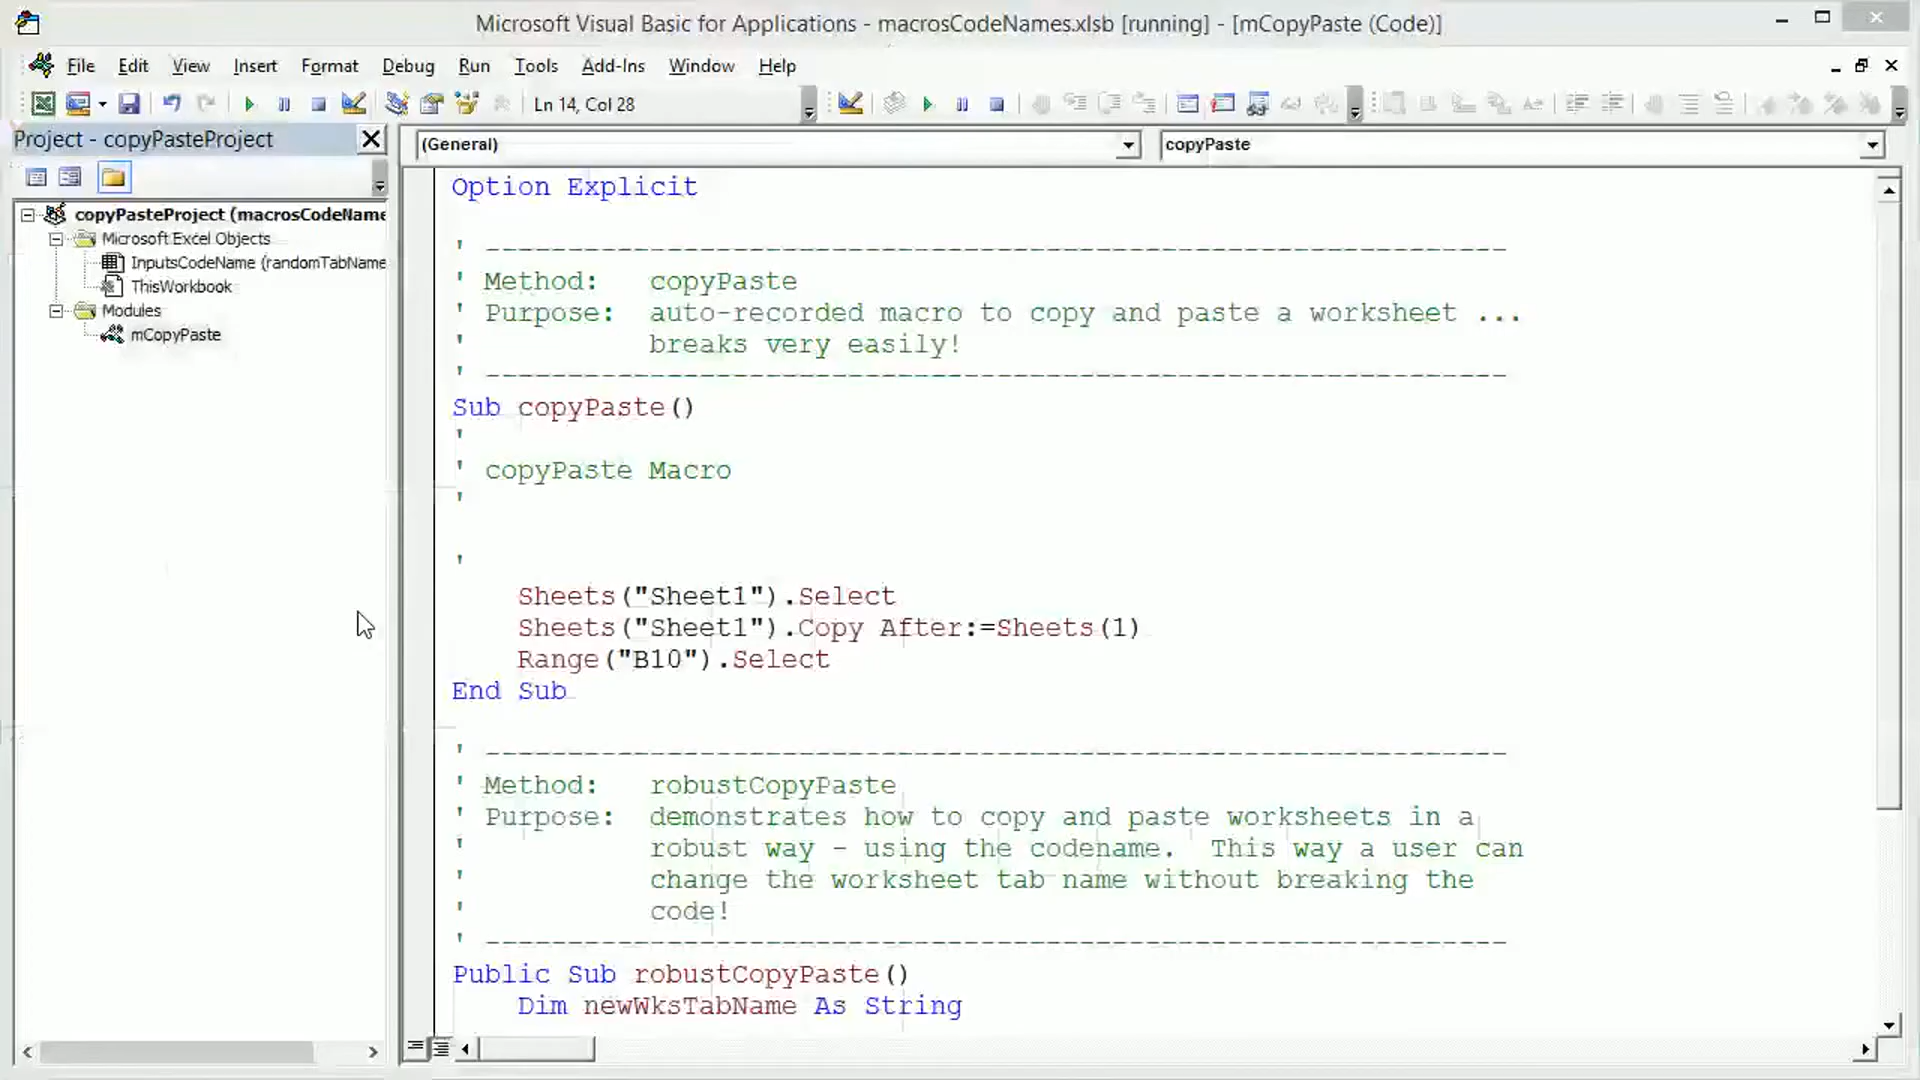 Microsoft Visual Basic for Applications - macrosCodeNames.xlsb [running] - [mCopyPaste (Code)]
File Edit View Insert Format Debug Run Tools Add-Ins Window Help
Ln 14, Col 28
Project - copyPasteProject
(General)
copyPaste
copyPasteProject (macrosCodeName
Microsoft Excel Objects
InputsCodeName (randomTabName
ThisWorkbook
Modules
mCopyPaste
Option Explicit
' --------------------------------------------------------------
' Method:   copyPaste
' Purpose:  auto-recorded macro to copy and paste a worksheet ...
'           breaks very easily!
' --------------------------------------------------------------
Sub copyPaste()
'
' copyPaste Macro
'
'
Sheets("Sheet1").Select
Sheets("Sheet1").Copy After:=Sheets(1)
Range("B10").Select
End Sub
' --------------------------------------------------------------
' Method:   robustCopyPaste
' Purpose:  demonstrates how to copy and paste worksheets in a
'           robust way - using the codename.  This way a user can
'           change the worksheet tab name without breaking the
'           code!
' --------------------------------------------------------------
Public Sub robustCopyPaste()
Dim newWksTabName As String